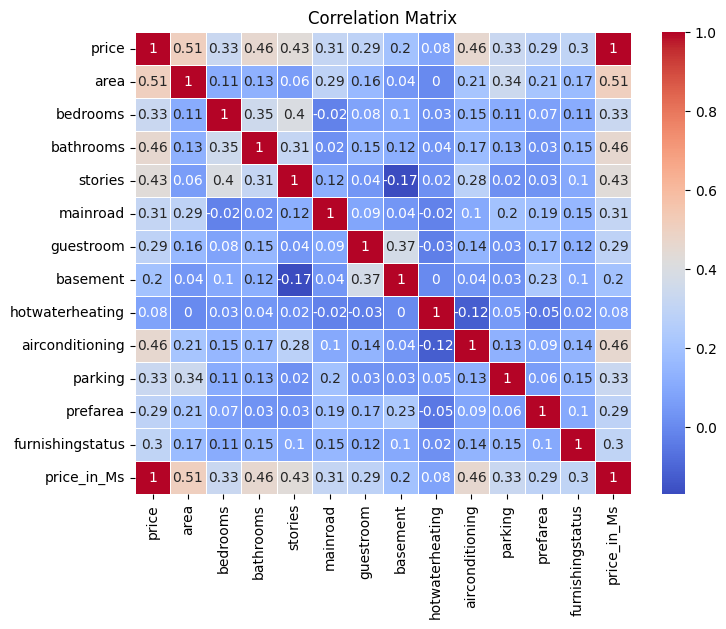 Correlation Matrix
price 1 0.51 0.33 0.46 0.43 0.31 0.29 0.2 0.08 0.46 0.33 0.29 0.3 1
area 0.51 1 0.11 0.13 0.06 0.29 0.16 0.04 0 0.21 0.34 0.21 0.17 0.51
bedrooms 0.33 0.11 1 0.35 0.4 -0.02 0.08 0.1 0.03 0.15 0.11 0.07 0.11 0.33
bathrooms 0.46 0.13 0.35 1 0.31 0.02 0.15 0.12 0.04 0.17 0.13 0.03 0.15 0.46
stories 0.43 0.06 0.4 0.31 1 0.12 0.04 -0.17 0.02 0.28 0.02 0.03 0.1 0.43
mainroad 0.31 0.29 -0.02 0.02 0.12 1 0.09 0.04 -0.02 0.1 0.2 0.19 0.15 0.31
guestroom 0.29 0.16 0.08 0.15 0.04 0.09 1 0.37 -0.03 0.14 0.03 0.17 0.12 0.29
basement 0.2 0.04 0.1 0.12 -0.17 0.04 0.37 1 0 0.04 0.03 0.23 0.1 0.2
hotwaterheating 0.08 0 0.03 0.04 0.02 -0.02 -0.03 0 1 -0.12 0.05 -0.05 0.02 0.08
airconditioning 0.46 0.21 0.15 0.17 0.28 0.1 0.14 0.04 -0.12 1 0.13 0.09 0.14 0.46
parking 0.33 0.34 0.11 0.13 0.02 0.2 0.03 0.03 0.05 0.13 1 0.06 0.15 0.33
prefarea 0.29 0.21 0.07 0.03 0.03 0.19 0.17 0.23 -0.05 0.09 0.06 1 0.1 0.29
furnishingstatus 0.3 0.17 0.11 0.15 0.1 0.15 0.12 0.1 0.02 0.14 0.15 0.1 1 0.3
price_in_Ms 1 0.51 0.33 0.46 0.43 0.31 0.29 0.2 0.08 0.46 0.33 0.29 0.3 1
price area bedrooms bathrooms stories mainroad guestroom basement hotwaterheating airconditioning parking prefarea furnishingstatus price_in_Ms
1.0
0.8
0.6
0.4
0.2
0.0